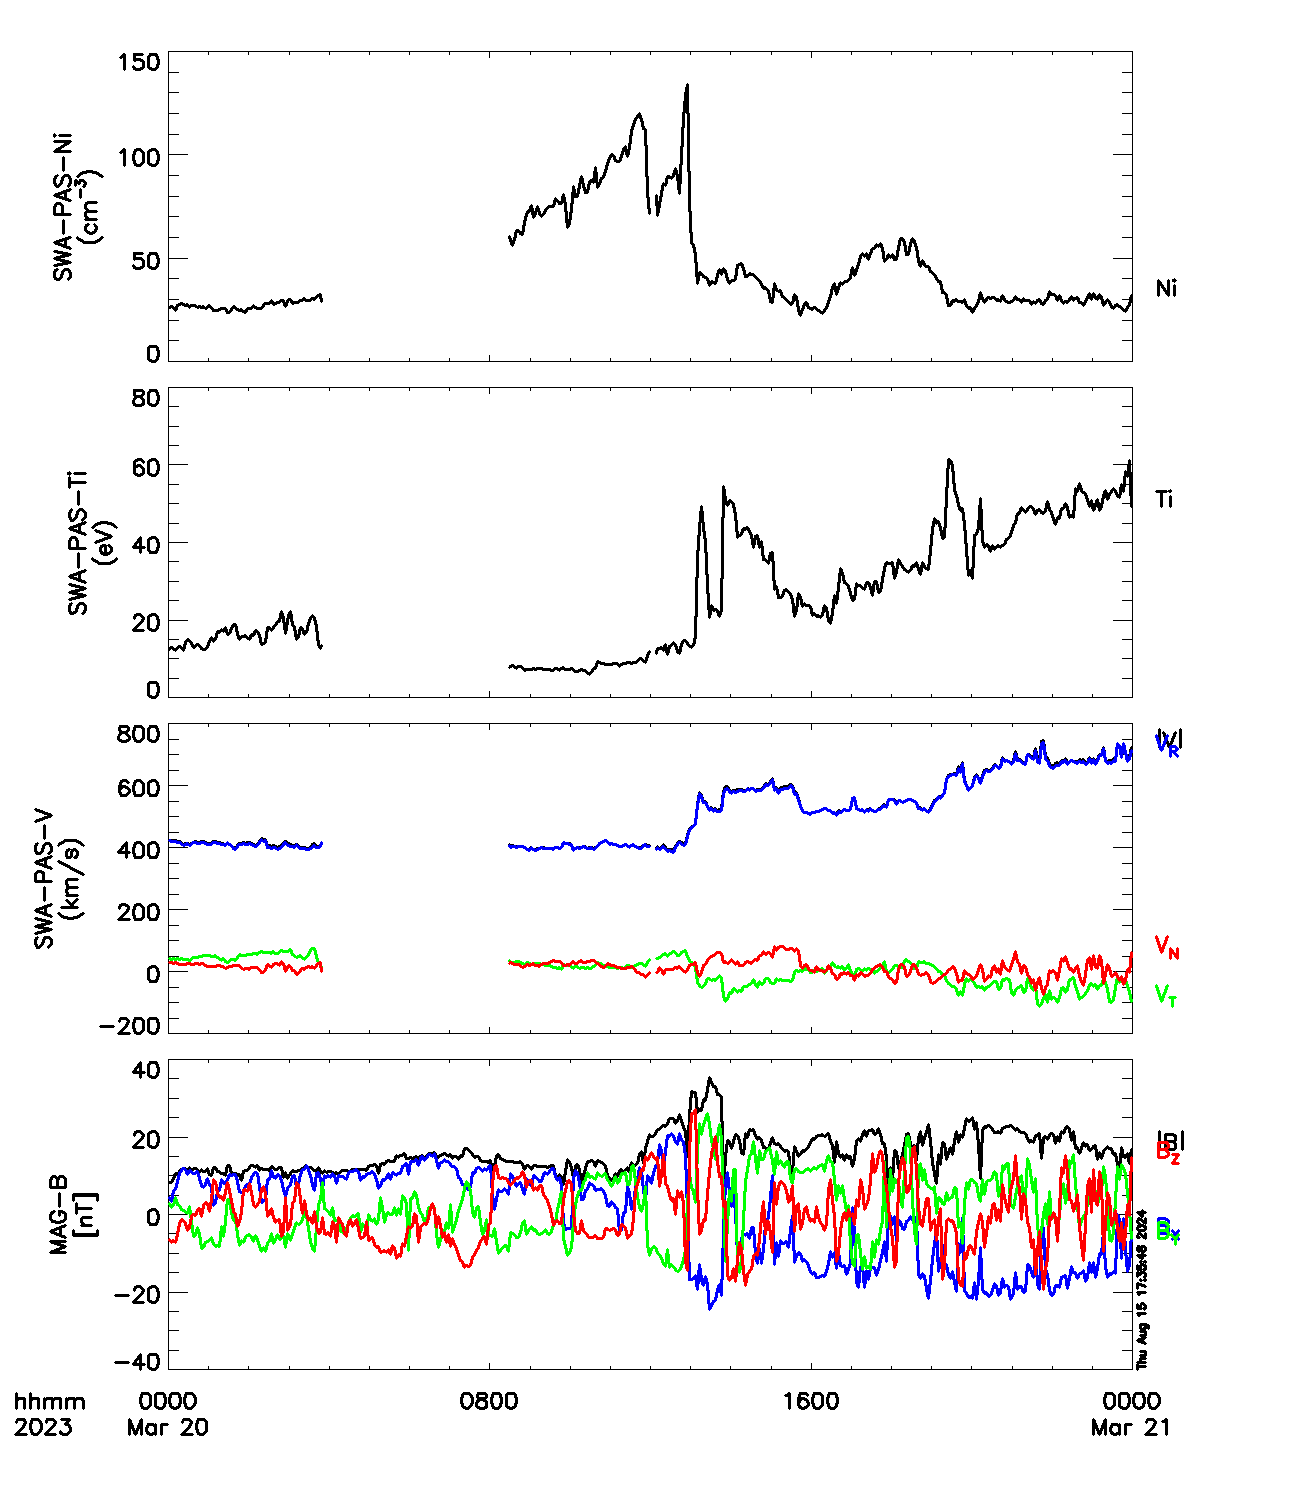 150
100
50
0
SWA-PAS-Ni
(cm⁻³)
Ni
80
60
40
20
0
SWA-PAS-Ti
(eV)
Ti
800
600
400
200
0
-200
SWA-PAS-V
(km/s)
|V|
V_R
V_N
V_T
40
20
0
-20
-40
MAG-B
[nT]
|B|
B_Z
Thu Aug 15 17:35:46 2024
hhmm 0000 0800 1600 0000
2023 Mar 20 Mar 21